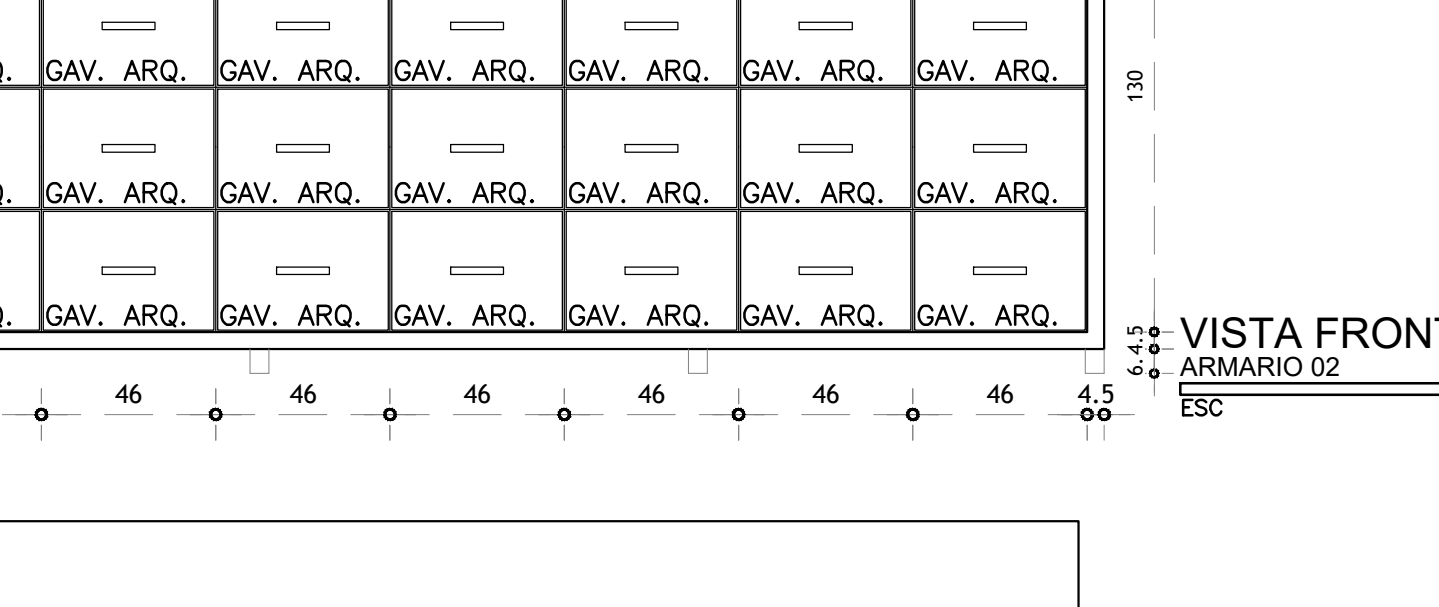 GAV. ARQ. GAV. ARQ. GAV. ARQ. GAV. ARQ. GAV. ARQ. GAV. ARQ.
130
GAV. ARQ. GAV. ARQ. GAV. ARQ. GAV. ARQ. GAV. ARQ. GAV. ARQ.
GAV. ARQ. GAV. ARQ. GAV. ARQ. GAV. ARQ. GAV. ARQ. GAV. ARQ.
4.5
6.
VISTA FRONT
ARMARIO 02
ESC
46 46 46 46 46 46 4.5